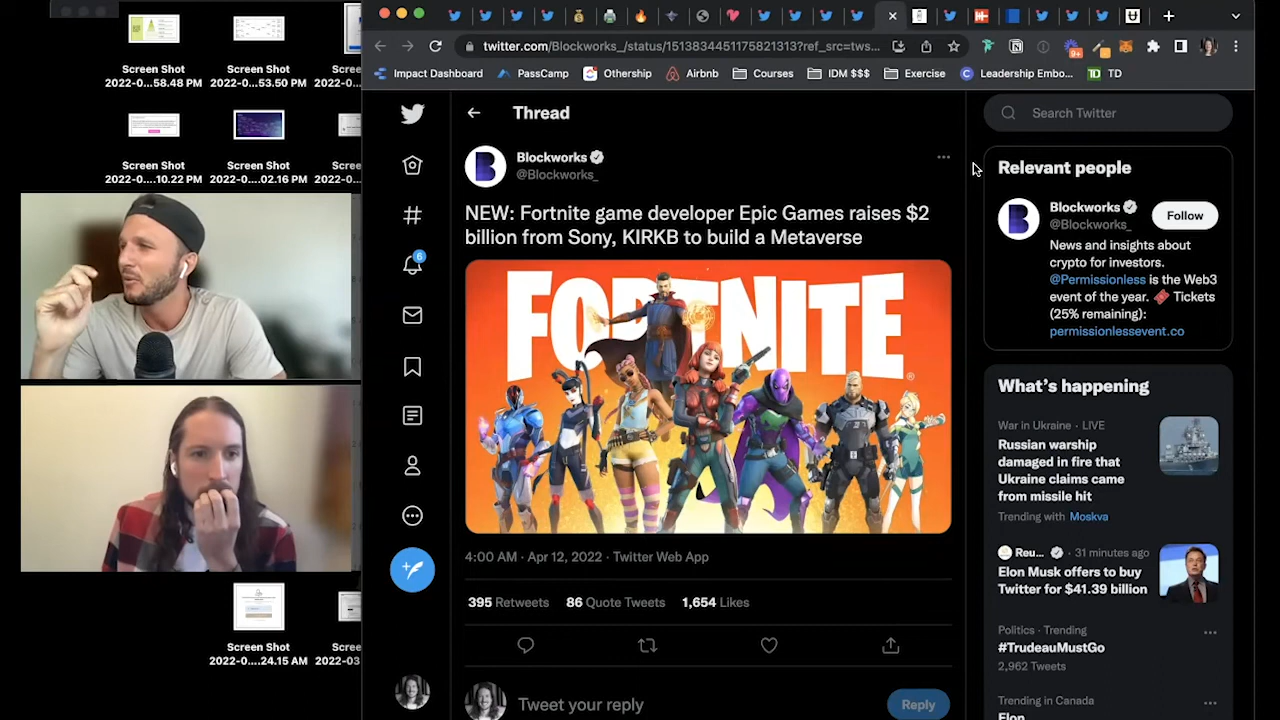 Screen Shot
2022-0...58.48 PM
Screen Shot
2022-0...53.50 PM
Screen Sh
2022-0....1
Screen Shot
2022-0....10.22 PM
Screen Shot
2022-0....02.16 PM
Screen
2022-0...
Screen Shot
2022-0....24.15 AM
Screen
2022-03
twitter.com/Blockworks_/status/1513833445117582103?ref_src=tws...
Impact Dashboard
PassCamp
Othership
Airbnb
Courses
IDM $$$
Exercise
Leadership Embo...
TD
Thread
Blockworks
@Blockworks_
NEW: Fortnite game developer Epic Games raises $2
billion from Sony, KIRKB to build a Metaverse
FORTNITE
®
4:00 AM · Apr 12, 2022 · Twitter Web App
86 Quote Tweets
Likes
Tweet your reply
Reply
6
Search Twitter
Relevant people
Blockworks
@Blockworks_
Follow
News and insights about
crypto for investors.
@Permissionless is the Web3
event of the year. 🎟️ Tickets
(25% remaining):
permissionlessevent.co
What's happening
War in Ukraine · LIVE
Russian warship
damaged in fire that
Ukraine claims came
from missile hit
Trending with Moskva
Reu... · 31 minutes ago
Elon Musk offers to buy
Twitter for $41.39 billion
Politics · Trending
#TrudeauMustGo
2,962 Tweets
Trending in Canada
Elon